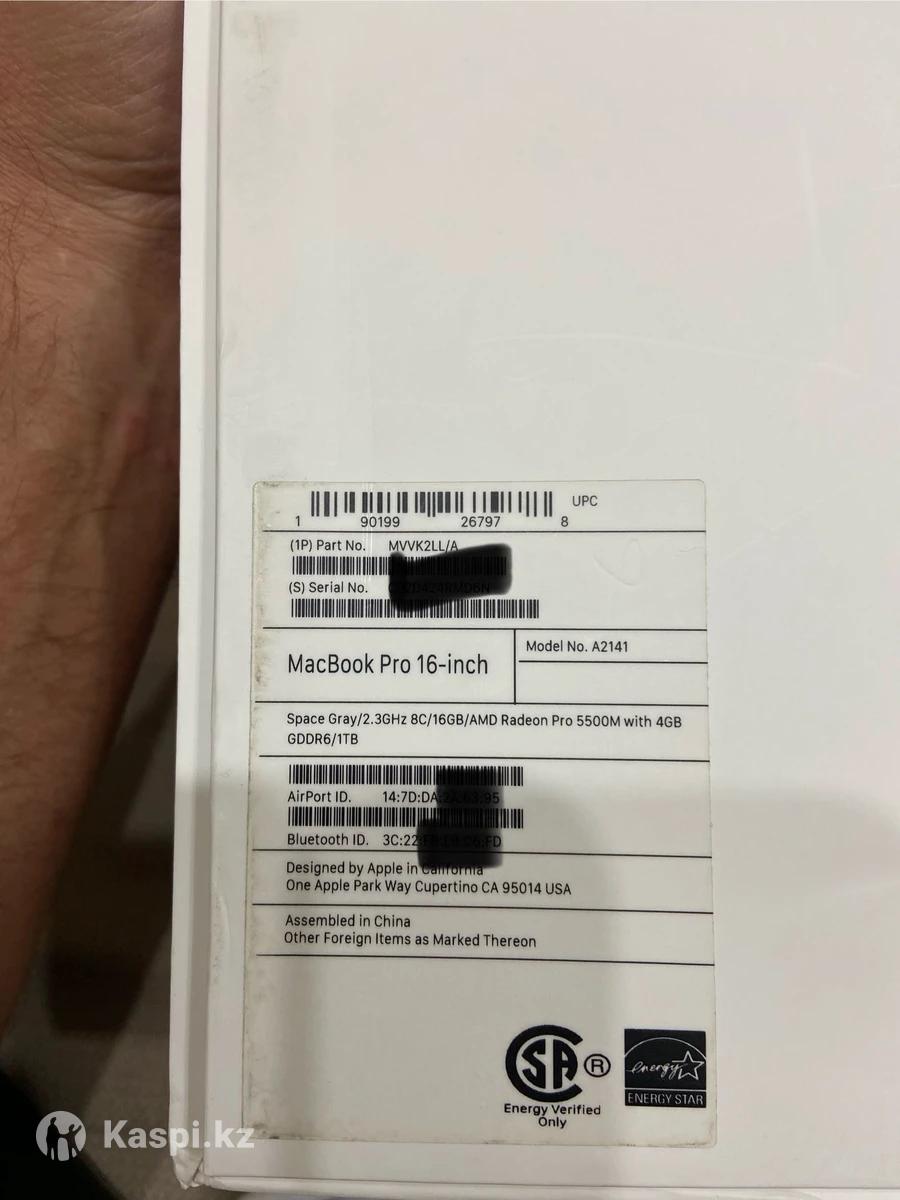 UPC
1 90199 26797 8
(1P) Part No. MVVK2LL/A
(S) Serial No.
MacBook Pro 16-inch
Model No. A2141
Space Gray/2.3GHz 8C/16GB/AMD Radeon Pro 5500M with 4GB
GDDR6/1TB
AirPort ID. 14:7D:DA:
Bluetooth ID. 3C:22:
Designed by Apple in California
One Apple Park Way Cupertino CA 95014 USA
Assembled in China
Other Foreign Items as Marked Thereon
SA ®
Energy Verified
Only
energy
ENERGY STAR
Kaspi.kz